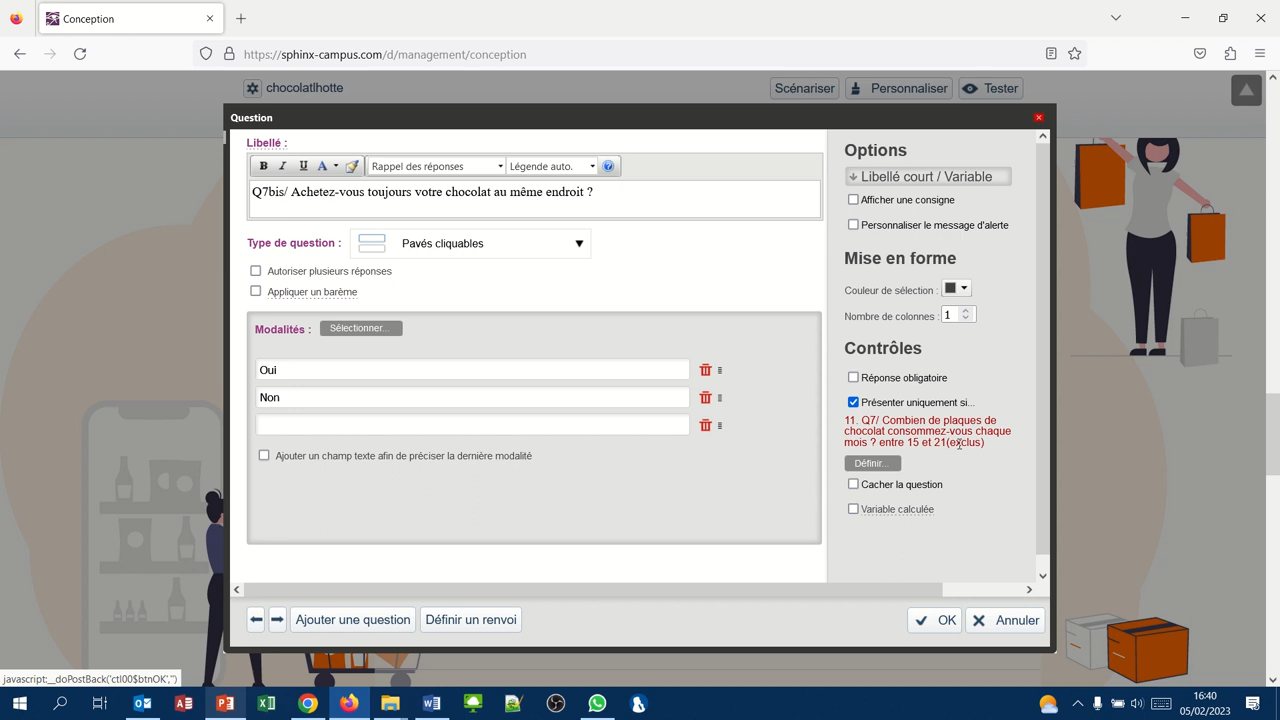 Conception
https://sphinx-campus.com/d/management/conception
chocolatlhotte
Scénariser
Personnaliser
Tester
Question
Libellé :
B I U A Rappel des réponses Légende auto.
Q7bis/ Achetez-vous toujours votre chocolat au même endroit ?
Type de question : Pavés cliquables
Autoriser plusieurs réponses
Appliquer un barème
Modalités : Sélectionner...
Oui
Non
Ajouter un champ texte afin de préciser la dernière modalité
Options
Libellé court / Variable
Afficher une consigne
Personnaliser le message d'alerte
Mise en forme
Couleur de sélection :
Nombre de colonnes : 1
Contrôles
Réponse obligatoire
Présenter uniquement si...
11. Q7/ Combien de plaques de
chocolat consommez-vous chaque
mois ? entre 15 et 21(exclus)
Définir...
Cacher la question
Variable calculée
Ajouter une question
Définir un renvoi
OK
Annuler
javascript:__doPostBack('ctl00$btnOK','')
16:40
05/02/2023